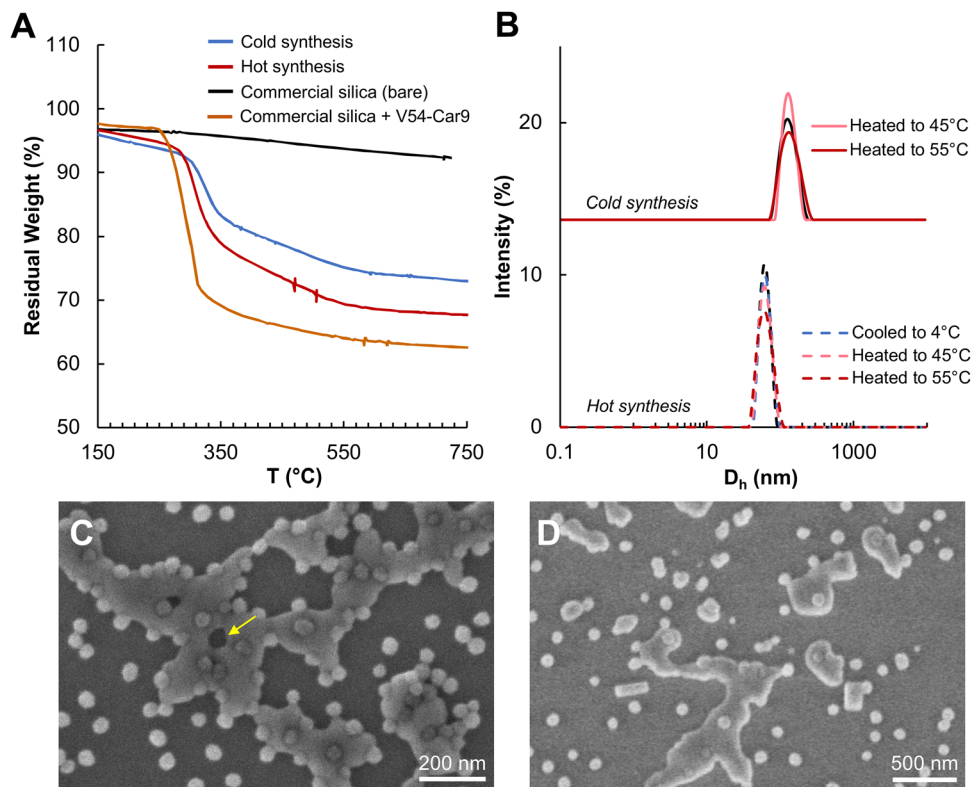 A
110
100
90
80
70
60
50
Residual Weight (%)
150
350
550
750
T (°C)
Cold synthesis
Hot synthesis
Commercial silica (bare)
Commercial silica + V54-Car9
B
20
10
0
Intensity (%)
0.1
10
1000
Dₕ (nm)
Heated to 45°C
Heated to 55°C
Cold synthesis
Cooled to 4°C
Heated to 45°C
Heated to 55°C
Hot synthesis
C
200 nm
D
500 nm